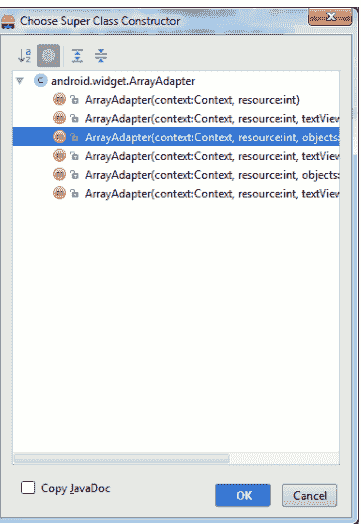 Choose Super Class Constructor
android.widget.ArrayAdapter
ArrayAdapter(context:Context, resource:int)
ArrayAdapter(context:Context, resource:int, textView
ArrayAdapter(context:Context, resource:int, objects:
ArrayAdapter(context:Context, resource:int, textView
ArrayAdapter(context:Context, resource:int, objects:
ArrayAdapter(context:Context, resource:int, textView
Copy JavaDoc
OK
Cancel